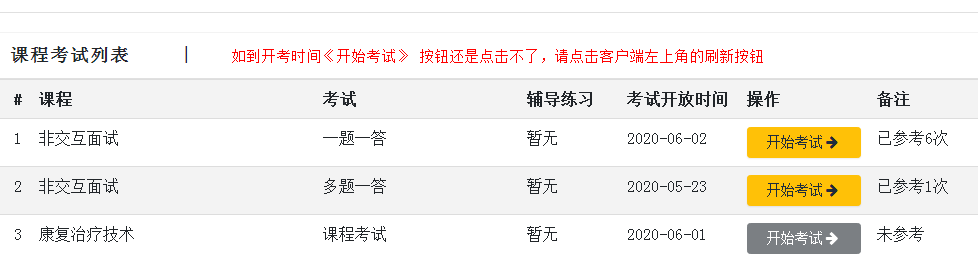 课程考试列表 | 如到开考时间《开始考试》 按钮还是点击不了，请点击客户端左上角的刷新按钮
# 课程 考试 辅导练习 考试开放时间 操作 备注
1 非交互面试 一题一答 暂无 2020-06-02 开始考试 已参考6次
2 非交互面试 多题一答 暂无 2020-05-23 开始考试 已参考1次
3 康复治疗技术 课程考试 暂无 2020-06-01 开始考试 未参考